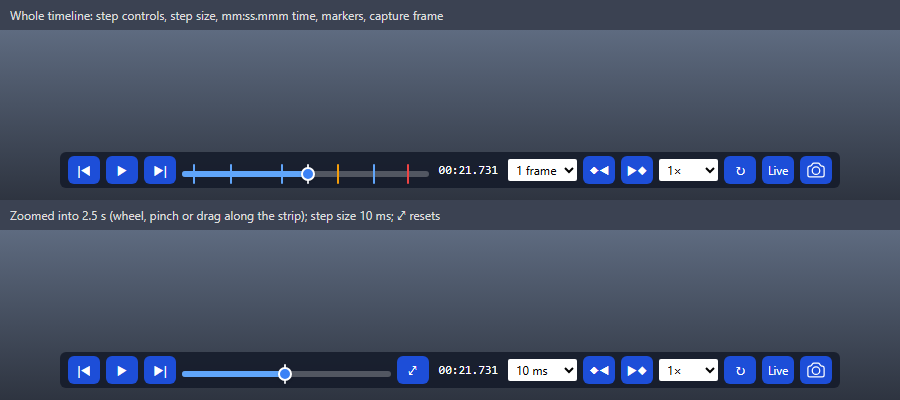 Whole timeline: step controls, step size, mm:ss.mmm time, markers, capture frame
00:21.731 1 frame 1× Live
Zoomed into 2.5 s (wheel, pinch or drag along the strip); step size 10 ms; ⤢ resets
00:21.731 10 ms 1× Live